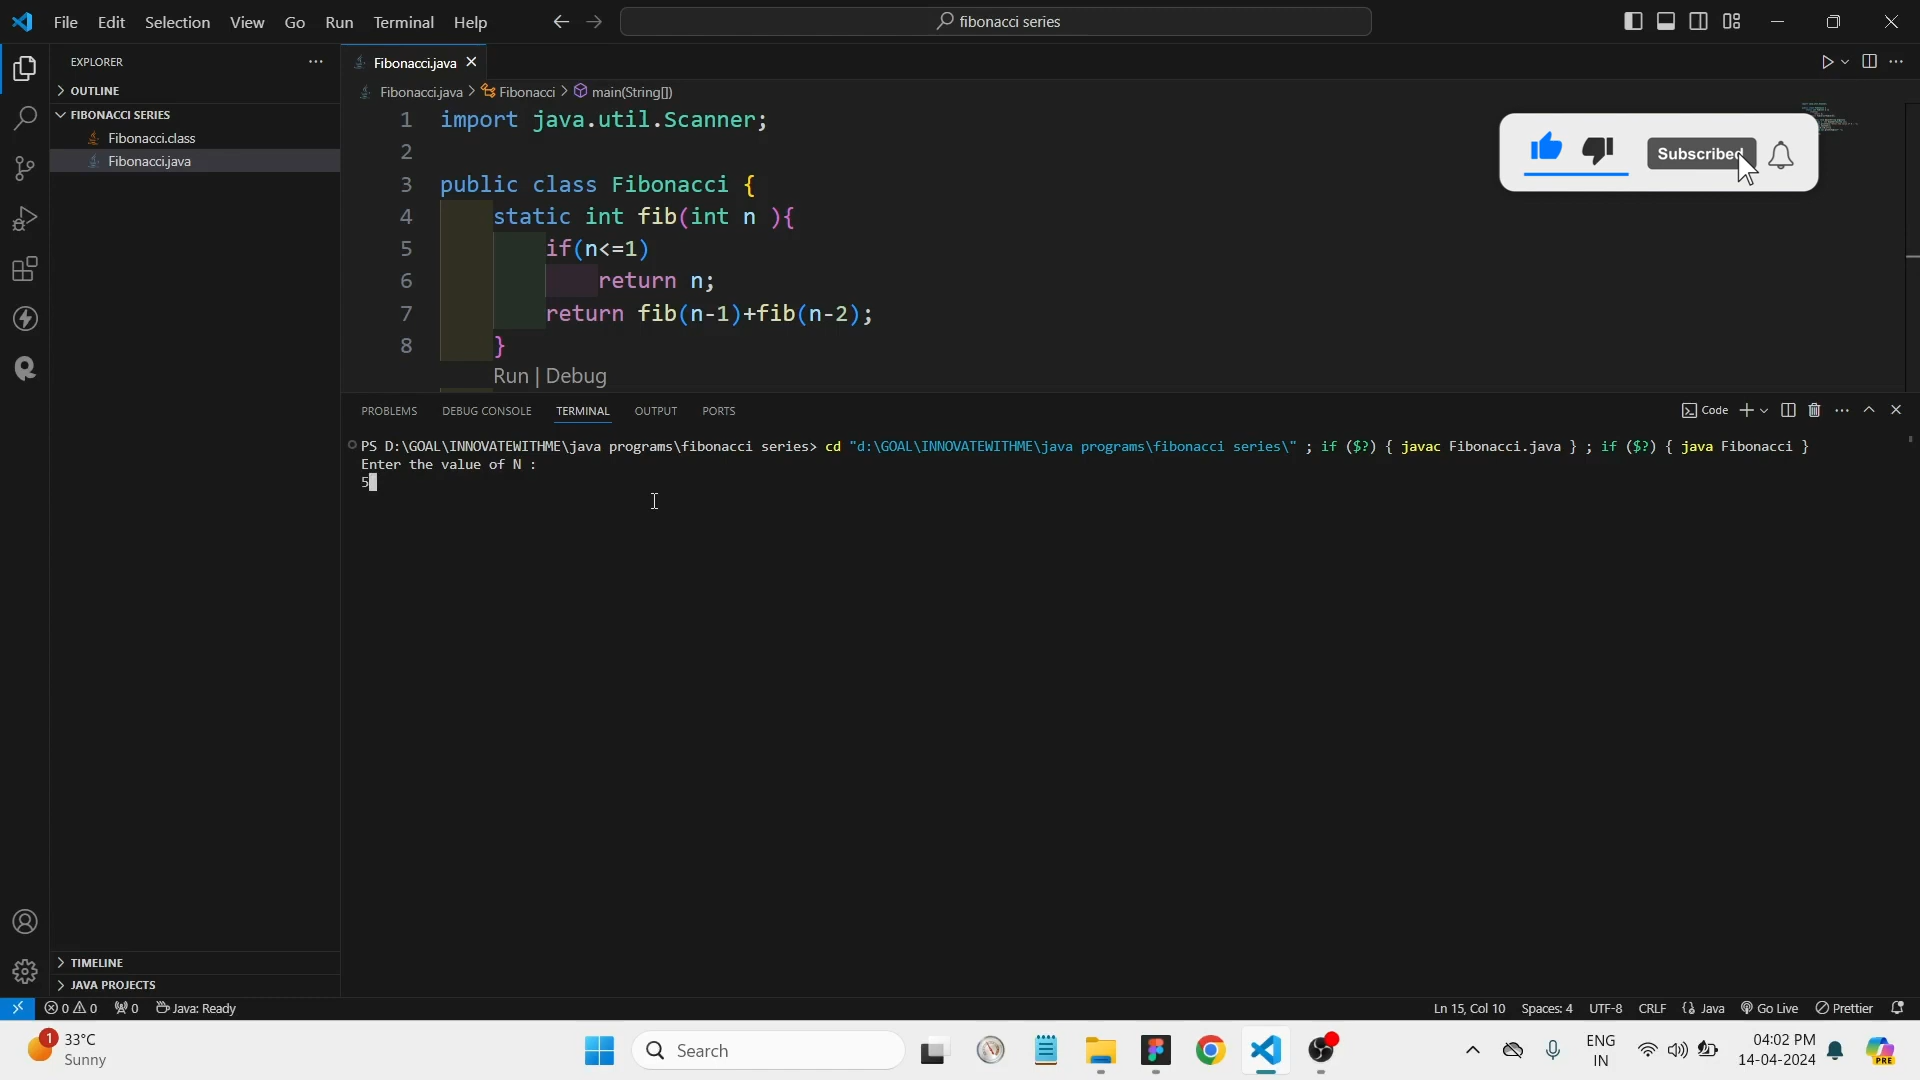 File Edit Selection View Go Run Terminal Help
fibonacci series
EXPLORER
OUTLINE
FIBONACCI SERIES
Fibonacci.class
Fibonacci.java
TIMELINE
JAVA PROJECTS
Fibonacci.java
Fibonacci.java > Fibonacci > main(String[])
1 import java.util.Scanner;
2
3 public class Fibonacci {
4 static int fib(int n ){
5 if(n<=1)
6 return n;
7 return fib(n-1)+fib(n-2);
8 }
Run | Debug
Subscribed
PROBLEMS DEBUG CONSOLE TERMINAL OUTPUT PORTS
Code
PS D:\GOAL\INNOVATEWITHME\java programs\fibonacci series> cd "d:\GOAL\INNOVATEWITHME\java programs\fibonacci series\" ; if ($?) { javac Fibonacci.java } ; if ($?) { java Fibonacci }
Enter the value of N :
5
0 0 0 Java: Ready
Ln 15, Col 10 Spaces: 4 UTF-8 CRLF {} Java Go Live Prettier
1
33°C
Sunny
Search
ENG
IN
04:02 PM
14-04-2024
PRE